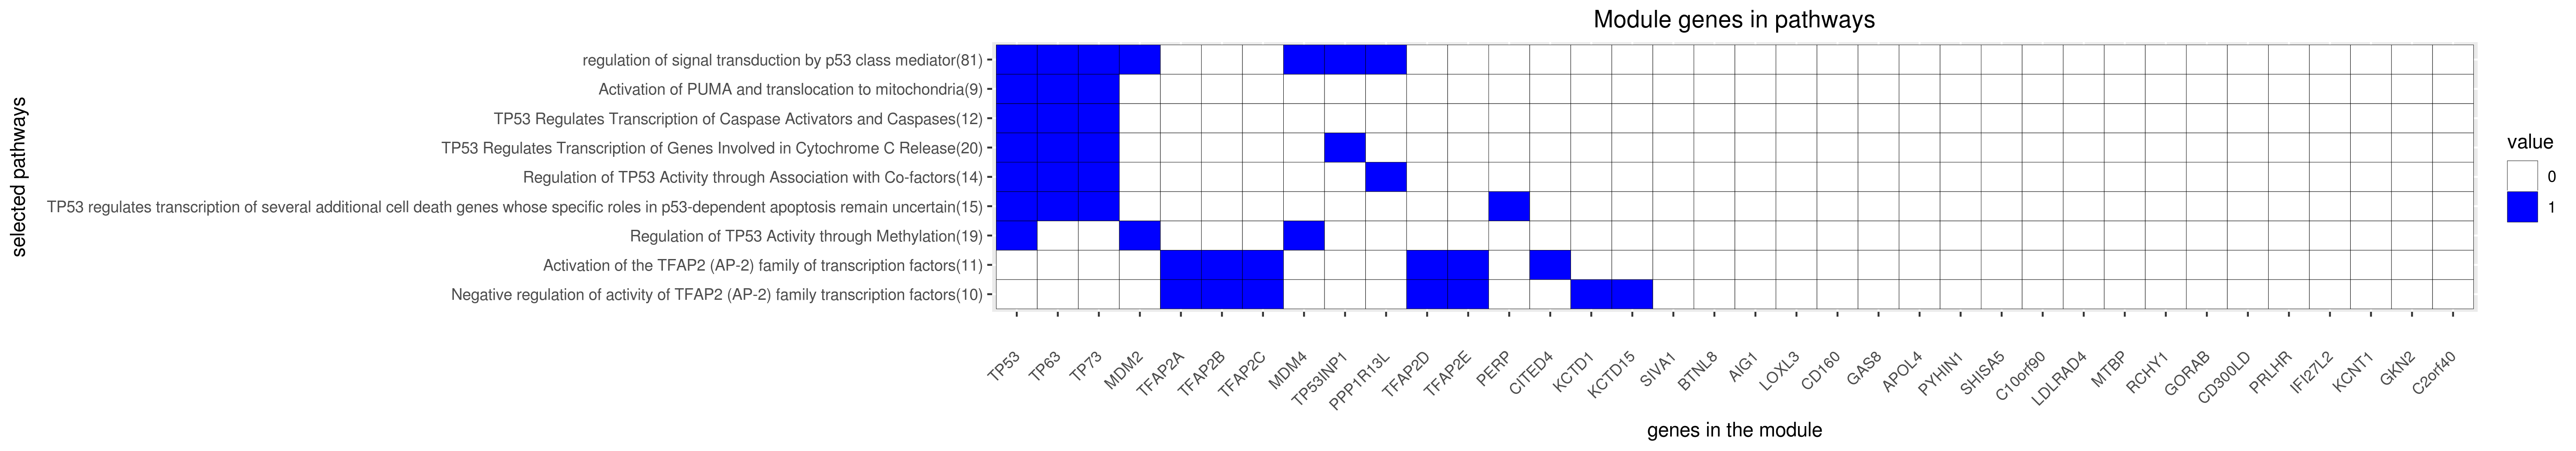 Module genes in pathways
selected pathways
regulation of signal transduction by p53 class mediator(81)
Activation of PUMA and translocation to mitochondria(9)
TP53 Regulates Transcription of Caspase Activators and Caspases(12)
TP53 Regulates Transcription of Genes Involved in Cytochrome C Release(20)
Regulation of TP53 Activity through Association with Co-factors(14)
TP53 regulates transcription of several additional cell death genes whose specific roles in p53-dependent apoptosis remain uncertain(15)
Regulation of TP53 Activity through Methylation(19)
Activation of the TFAP2 (AP-2) family of transcription factors(11)
Negative regulation of activity of TFAP2 (AP-2) family transcription factors(10)
value
0
1
TP53
TP63
TP73
MDM2
TFAP2A
TFAP2B
TFAP2C
MDM4
TP53INP1
PPP1R13L
TFAP2D
TFAP2E
PERP
CITED4
KCTD1
KCTD15
SIVA1
BTNL8
AIG1
LOXL3
CD160
GAS8
APOL4
PYHIN1
SHISA5
C10orf90
LDLRAD4
MTBP
RCHY1
GORAB
CD300LD
PRLHR
IFI27L2
KCNT1
GKN2
C2orf40
genes in the module